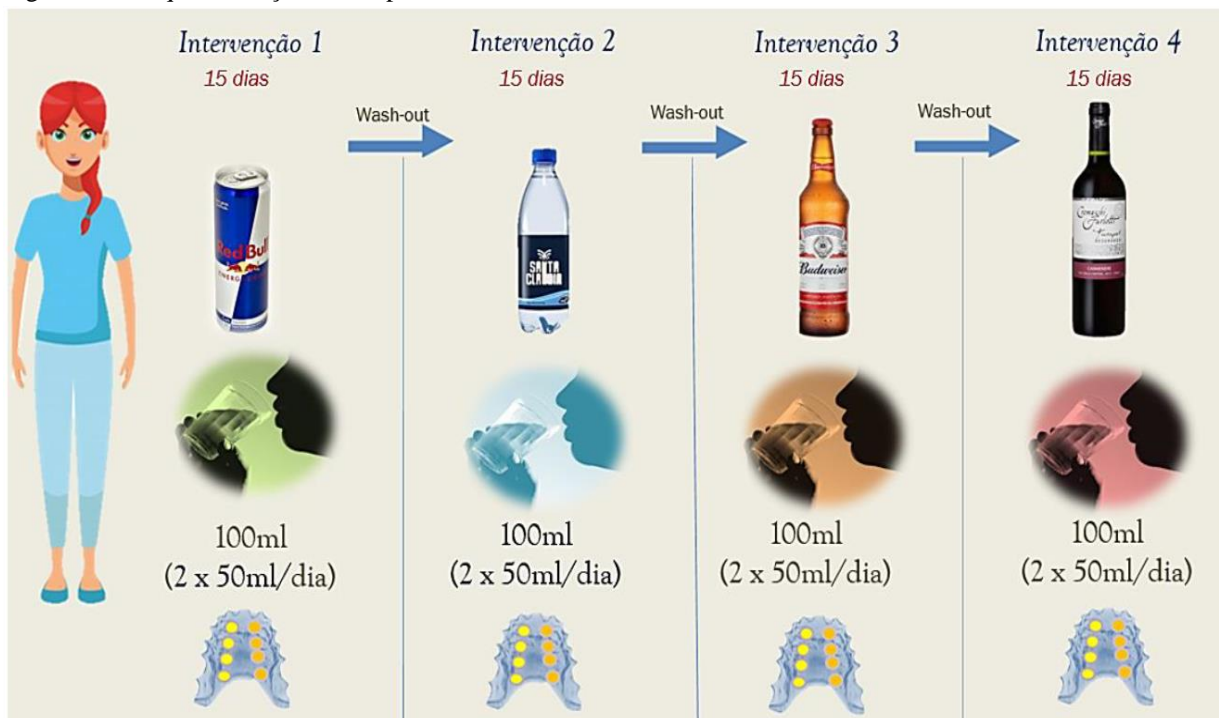 Intervenção 1
15 dias
Wash-out
Red Bull
100ml
(2 x 50ml/dia)
Intervenção 2
15 dias
Wash-out
SANTA
CLAUDIA
100ml
(2 x 50ml/dia)
Intervenção 3
15 dias
Wash-out
Budweiser
100ml
(2 x 50ml/dia)
Intervenção 4
15 dias
100ml
(2 x 50ml/dia)